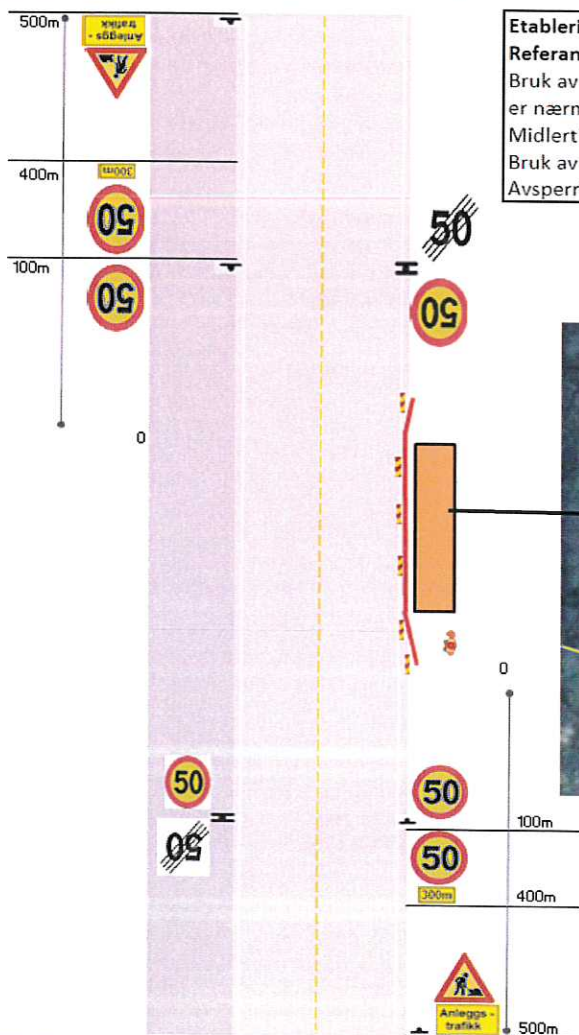 500m
Anleggs-
trafikk
400m
300m
50
100m
50
0
Etableri
Referan
Bruk av
er nærm
Midlert
Bruk av
Avsperr
50
50
0
50
50
50
100m
50
300m
400m
Anleggs-
trafikk
500m